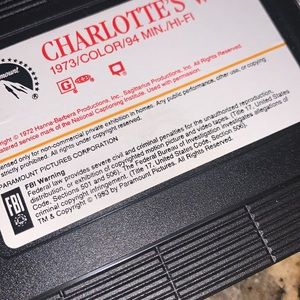 CHARLOTTE'S W
1973/COLOR/94 MIN./HI-FI
G
1972 Hanna-Barbera Productions, Inc., Sagittarius Productions, Inc. All Rights Reserved.
service mark of the National Captioning Institute. Used with permission.
licensed only for non-commercial private exhibition in homes. Any public performance, other use, or copying
strictly prohibited. All rights under copyright reserved.
PARAMOUNT PICTURES CORPORATION
FBI Warning
Federal law provides severe civil and criminal penalties for the unauthorized reproduction,
distribution, or exhibition of copyrighted motion pictures and video tapes. (Title 17, United States
Code, Sections 501 and 506). The Federal Bureau of Investigation investigates allegations of
criminal copyright infringement. (Title 17, United States Code, Section 506).
TM & Copyright © 1993 by Paramount Pictures. All Rights Reserved.
FBI